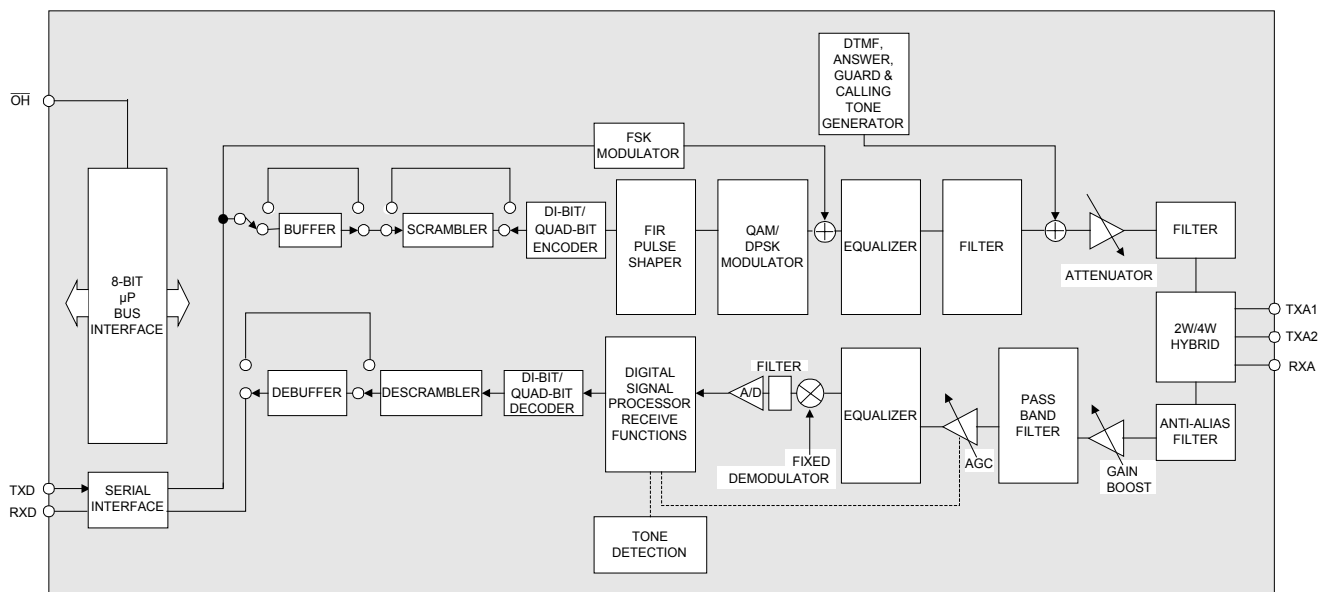 DTMF,
ANSWER,
GUARD &
CALLING
TONE
GENERATOR
OH
FSK
MODULATOR
BUFFER
SCRAMBLER
DI-BIT/
QUAD-BIT
ENCODER
FIR
PULSE
SHAPER
QAM/
DPSK
MODULATOR
EQUALIZER
FILTER
ATTENUATOR
FILTER
8-BIT
µP
BUS
INTERFACE
2W/4W
HYBRID
TXA1
TXA2
RXA
DEBUFFER
DESCRAMBLER
DI-BIT/
QUAD-BIT
DECODER
DIGITAL
SIGNAL
PROCESSOR
RECEIVE
FUNCTIONS
A/D
FILTER
FIXED
DEMODULATOR
EQUALIZER
AGC
PASS
BAND
FILTER
GAIN
BOOST
ANTI-ALIAS
FILTER
TXD
RXD
SERIAL
INTERFACE
TONE
DETECTION